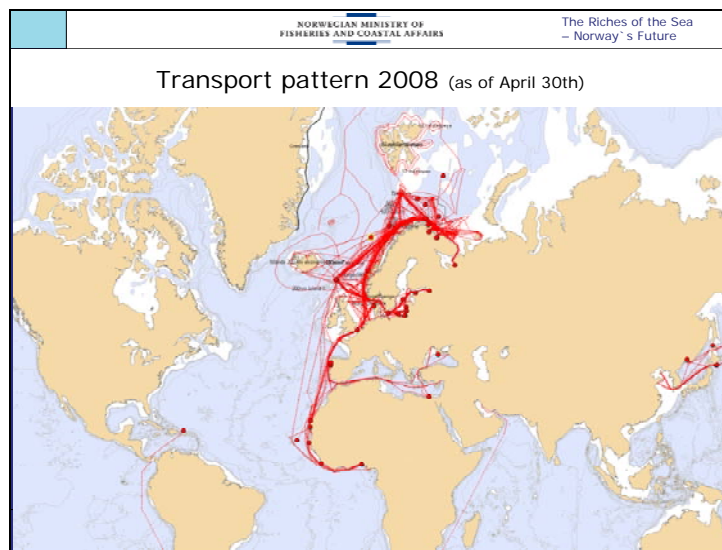 NORWEGIAN MINISTRY OF
FISHERIES AND COASTAL AFFAIRS
The Riches of the Sea
– Norway`s Future
Transport pattern 2008 (as of April 30th)